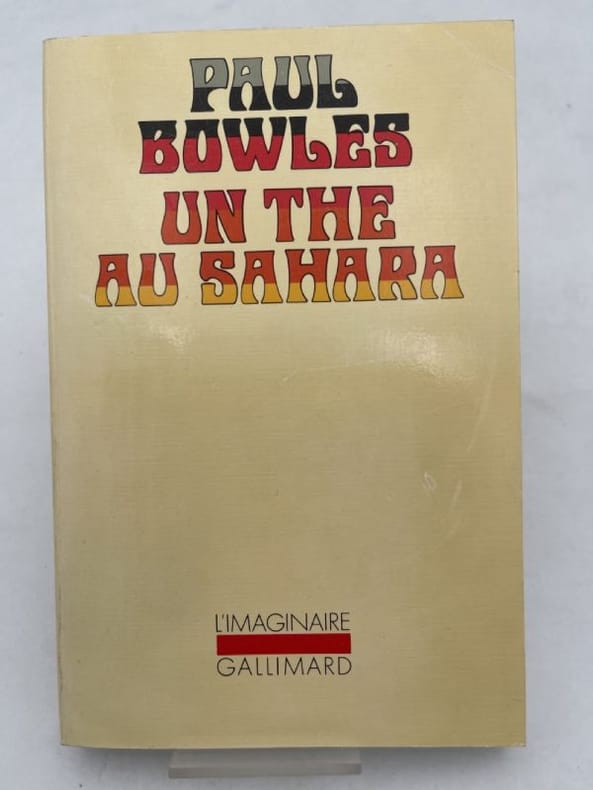 PAUL
BOWLES
UN THE
AU SAHARA
L'IMAGINAIRE
GALLIMARD